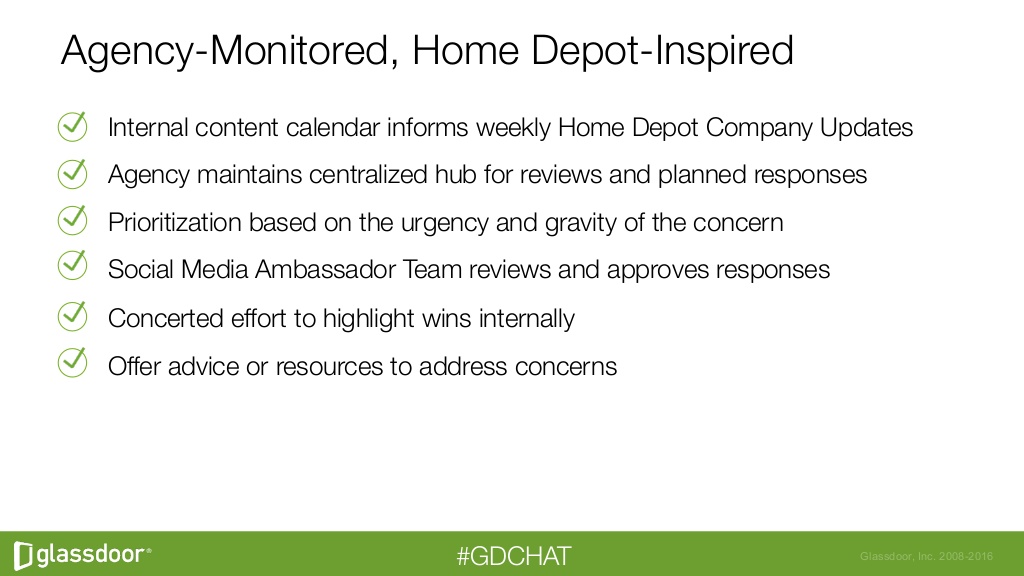 Agency-Monitored, Home Depot-Inspired
Internal content calendar informs weekly Home Depot Company Updates
Agency maintains centralized hub for reviews and planned responses
Prioritization based on the urgency and gravity of the concern
Social Media Ambassador Team reviews and approves responses
Concerted effort to highlight wins internally
Offer advice or resources to address concerns
glassdoor® #GDCHAT Glassdoor, Inc. 2008-2016